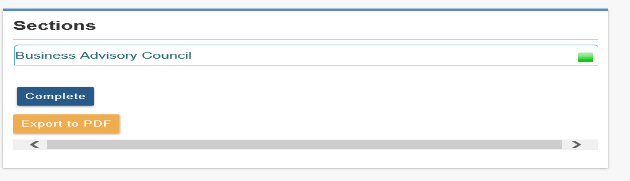 Sections
Business Advisory Council
Complete
Export to PDF